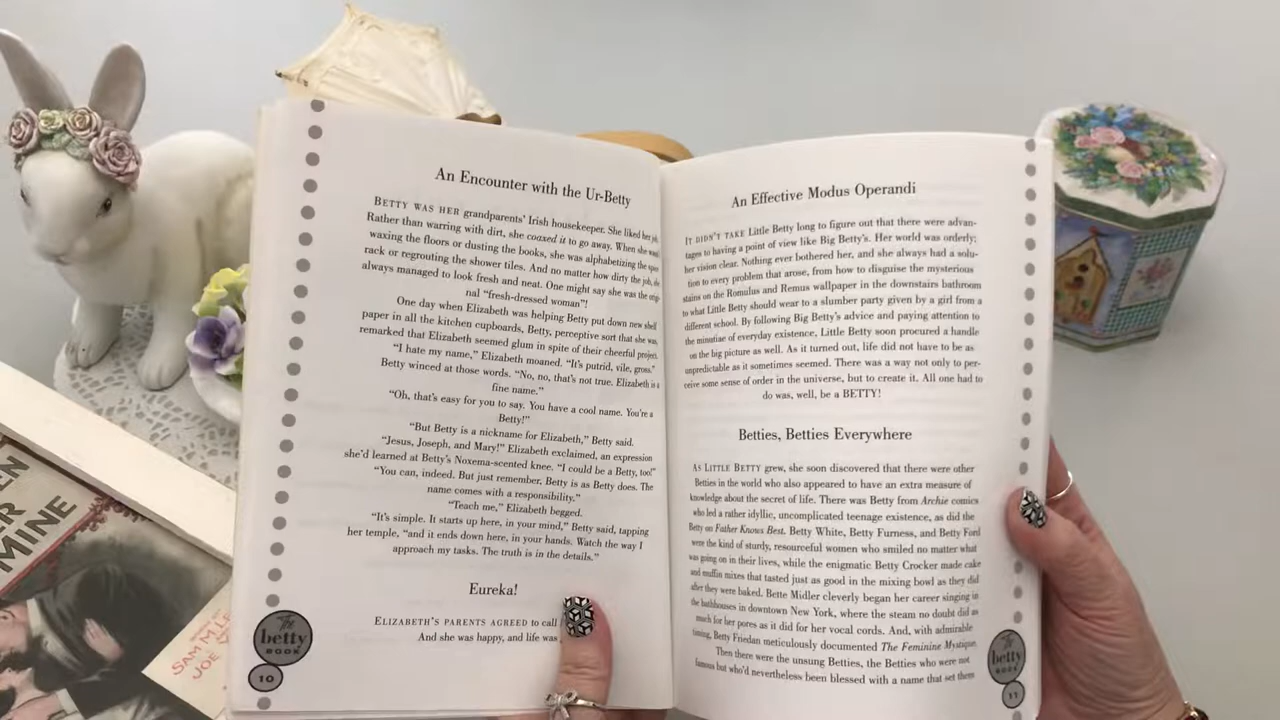 An Encounter with the Ur-Betty
BETTY WAS HER grandparents' Irish housekeeper. She liked her job.
Rather than warring with dirt, she coaxed it to go away. When she wasn't
waxing the floors or dusting the books, she was alphabetizing the spice
rack or regrouting the shower tiles. And no matter how dirty the job, she
always managed to look fresh and neat. One might say she was the origi-
nal "fresh-dressed woman"!
One day when Elizabeth was helping Betty put down new shelf
paper in all the kitchen cupboards, Betty, perceptive sort that she was,
remarked that Elizabeth seemed glum in spite of their cheerful project.
"I hate my name," Elizabeth moaned. "It's putrid, vile, gross."
Betty winced at those words. "No, no, that's not true. Elizabeth is a
fine name."
"Oh, that's easy for you to say. You have a cool name. You're a
Betty!"
"But Betty is a nickname for Elizabeth," Betty said.
"Jesus, Joseph, and Mary!" Elizabeth exclaimed, an expression
she'd learned at Betty's Noxema-scented knee. "I could be a Betty, too!"
"You can, indeed. But just remember, Betty is as Betty does. The
name comes with a responsibility."
"Teach me," Elizabeth begged.
"It's simple. It starts up here, in your mind," Betty said, tapping
her temple, "and it ends down here, in your hands. Watch the way I
approach my tasks. The truth is in the details."
Eureka!
ELIZABETH'S PARENTS AGREED to call
And she was happy, and life was
The
betty
BOOK
10
An Effective Modus Operandi
IT DIDN'T TAKE Little Betty long to figure out that there were advan-
tages to having a point of view like Big Betty's. Her world was orderly;
her vision clear. Nothing ever bothered her, and she always had a solu-
tion to every problem that arose, from how to disguise the mysterious
stains on the Romulus and Remus wallpaper in the downstairs bathroom
to what Little Betty should wear to a slumber party given by a girl from a
different school. By following Big Betty's advice and paying attention to
the minutiae of everyday existence, Little Betty soon procured a handle
on the big picture as well. As it turned out, life did not have to be as
unpredictable as it sometimes seemed. There was a way not only to per-
ceive some sense of order in the universe, but to create it. All one had to
do was, well, be a BETTY!
Betties, Betties Everywhere
AS LITTLE BETTY grew, she soon discovered that there were other
Betties in the world who also appeared to have an extra measure of
knowledge about the secret of life. There was Betty from Archie comics
who led a rather idyllic, uncomplicated teenage existence, as did the
Betty on Father Knows Best. Betty White, Betty Furness, and Betty Ford
were the kind of sturdy, resourceful women who smiled no matter what
was going on in their lives, while the enigmatic Betty Crocker made cake
and muffin mixes that tasted just as good in the mixing bowl as they did
after they were baked. Bette Midler cleverly began her career singing in
the bathhouses in downtown New York, where the steam no doubt did as
much for her pores as it did for her vocal cords. And, with admirable
timing, Betty Friedan meticulously documented The Feminine Mystique.
Then there were the unsung Betties, the Betties who were not
famous but who'd nevertheless been blessed with a name that set them
The
betty
BOOK
11
MINE
SAM M. LE
JOE